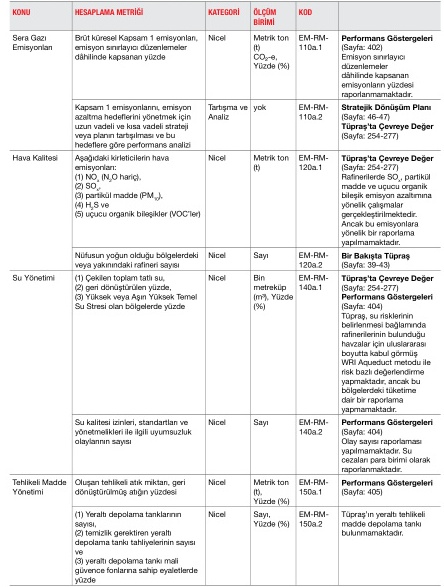 KONU HESAPLAMA METRİĞİ KATEGORİ ÖLÇÜM BİRİMİ KOD
Sera Gazı
Emisyonları
Brüt küresel Kapsam 1 emisyonları,
emisyon sınırlayıcı düzenlemeler
dâhilinde kapsanan yüzde
Nicel
Metrik ton
(t)
CO₂-e,
Yüzde (%)
EM-RM-
110a.1
Performans Göstergeleri
(Sayfa: 402)
Emisyon sınırlayıcı
düzenlemeler
dâhilinde kapsanan
emisyonların yüzdesi
raporlanmamaktadır.
Kapsam 1 emisyonlarını, emisyon
azaltma hedeflerini yönetmek için
uzun vadeli ve kısa vadeli strateji
veya planın tartışılması ve bu
hedeflere göre performans analizi
Tartışma ve
Analiz
yok
EM-RM-
110a.2
Stratejik Dönüşüm Planı
(Sayfa: 46-47)
Tüpraş'ta Çevreye Değer
(Sayfa: 254-277)
Hava Kalitesi
Aşağıdaki kirleticilerin hava
emisyonları:
(1) NOₓ (N₂O hariç),
(2) SOₓ,
(3) partikül madde (PM₁₀),
(4) H₂S ve
(5) uçucu organik bileşikler (VOC'ler)
Nicel
Metrik ton
(t)
EM-RM-
120a.1
Tüpraş'ta Çevreye Değer
(Sayfa: 254-277)
Rafinerilerde SOₓ, partikül
madde ve uçucu organik
bileşik emisyon azaltımına
yönelik çalışmalar
gerçekleştirilmektedir.
Ancak bu emisyonlara
yönelik bir raporlama
yapılmamaktadır.
Nüfusun yoğun olduğu bölgelerdeki
veya yakınındaki rafineri sayısı
Nicel
Sayı
EM-RM-
120a.2
Bir Bakışta Tüpraş
(Sayfa: 39-43)
Su Yönetimi
(1) Çekilen toplam tatlı su,
(2) geri dönüştürülen yüzde,
(3) Yüksek veya Aşırı Yüksek Temel
Su Stresi olan bölgelerde yüzde
Nicel
Bin
metreküp
(m³), Yüzde
(%)
EM-RM-
140a.1
Tüpraş'ta Çevreye Değer
(Sayfa: 254-277)
Performans Göstergeleri
(Sayfa: 404)
Tüpraş, su risklerinin
belirlenmesi bağlamında
rafinerilerinin bulunduğu
havzalar için uluslararası
boyutta kabul görmüş
WRI Aqueduct metodu ile
risk bazlı değerlendirme
yapmaktadır, ancak bu
bölgelerdeki tüketime
dair bir raporlama
yapmamaktadır.
Su kalitesi izinleri, standartları ve
yönetmelikleri ile ilgili uyumsuzluk
olaylarının sayısı
Nicel
Sayı
EM-RM-
140a.2
Performans Göstergeleri
(Sayfa: 404)
Olay sayısı raporlaması
yapılmamaktadır. Su
cezaları para birimi olarak
raporlanmaktadır.
Tehlikeli Madde
Yönetimi
Oluşan tehlikeli atık miktarı, geri
dönüştürülmüş atığın yüzdesi
Nicel
Metrik ton
(t),
Yüzde (%)
EM-RM-
150a.1
Performans Göstergeleri
(Sayfa: 405)
(1) Yeraltı depolama tanklarının
sayısı,
(2) temizlik gerektiren yeraltı
depolama tankı tahliyelerinin sayısı
ve
(3) yeraltı depolama tankı mali
güvence fonlarına sahip eyaletlerde
yüzde
Nicel
Sayı,
Yüzde (%)
EM-RM-
150a.2
Tüpraş'ın yeraltı tehlikeli
madde depolama tankı
bulunmamaktadır.